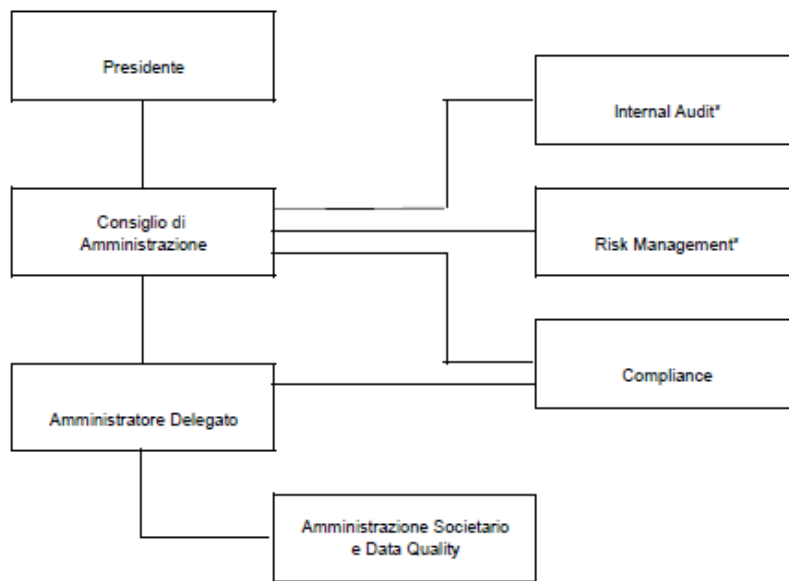 Presidente
Internal Audit*
Consiglio di
Amministrazione
Risk Management*
Compliance
Amministratore Delegato
Amministrazione Societario
e Data Quality